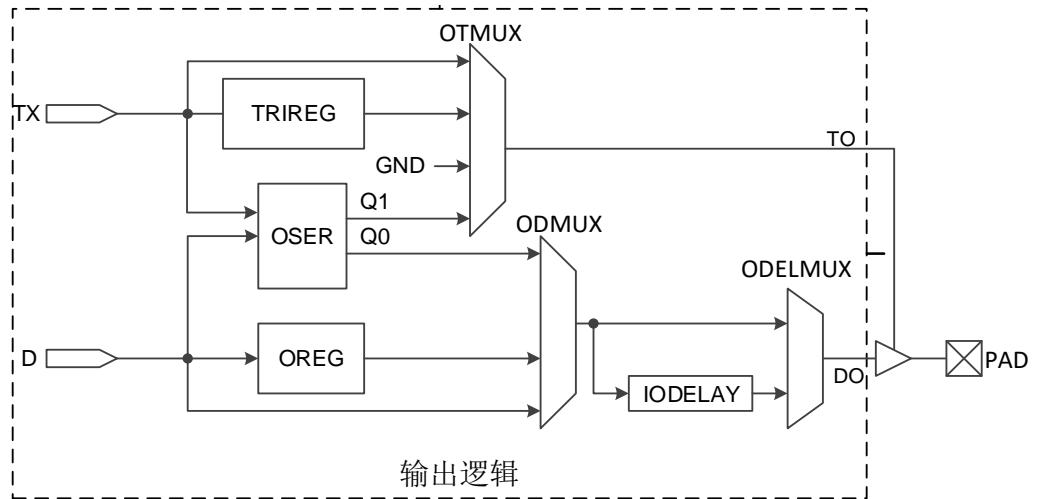 OTMUX
TX
TRIREG
TO
GND
Q1
OSER
Q0
ODMUX
ODELMUX
D
OREG
DO
PAD
IODELAY
输出逻辑